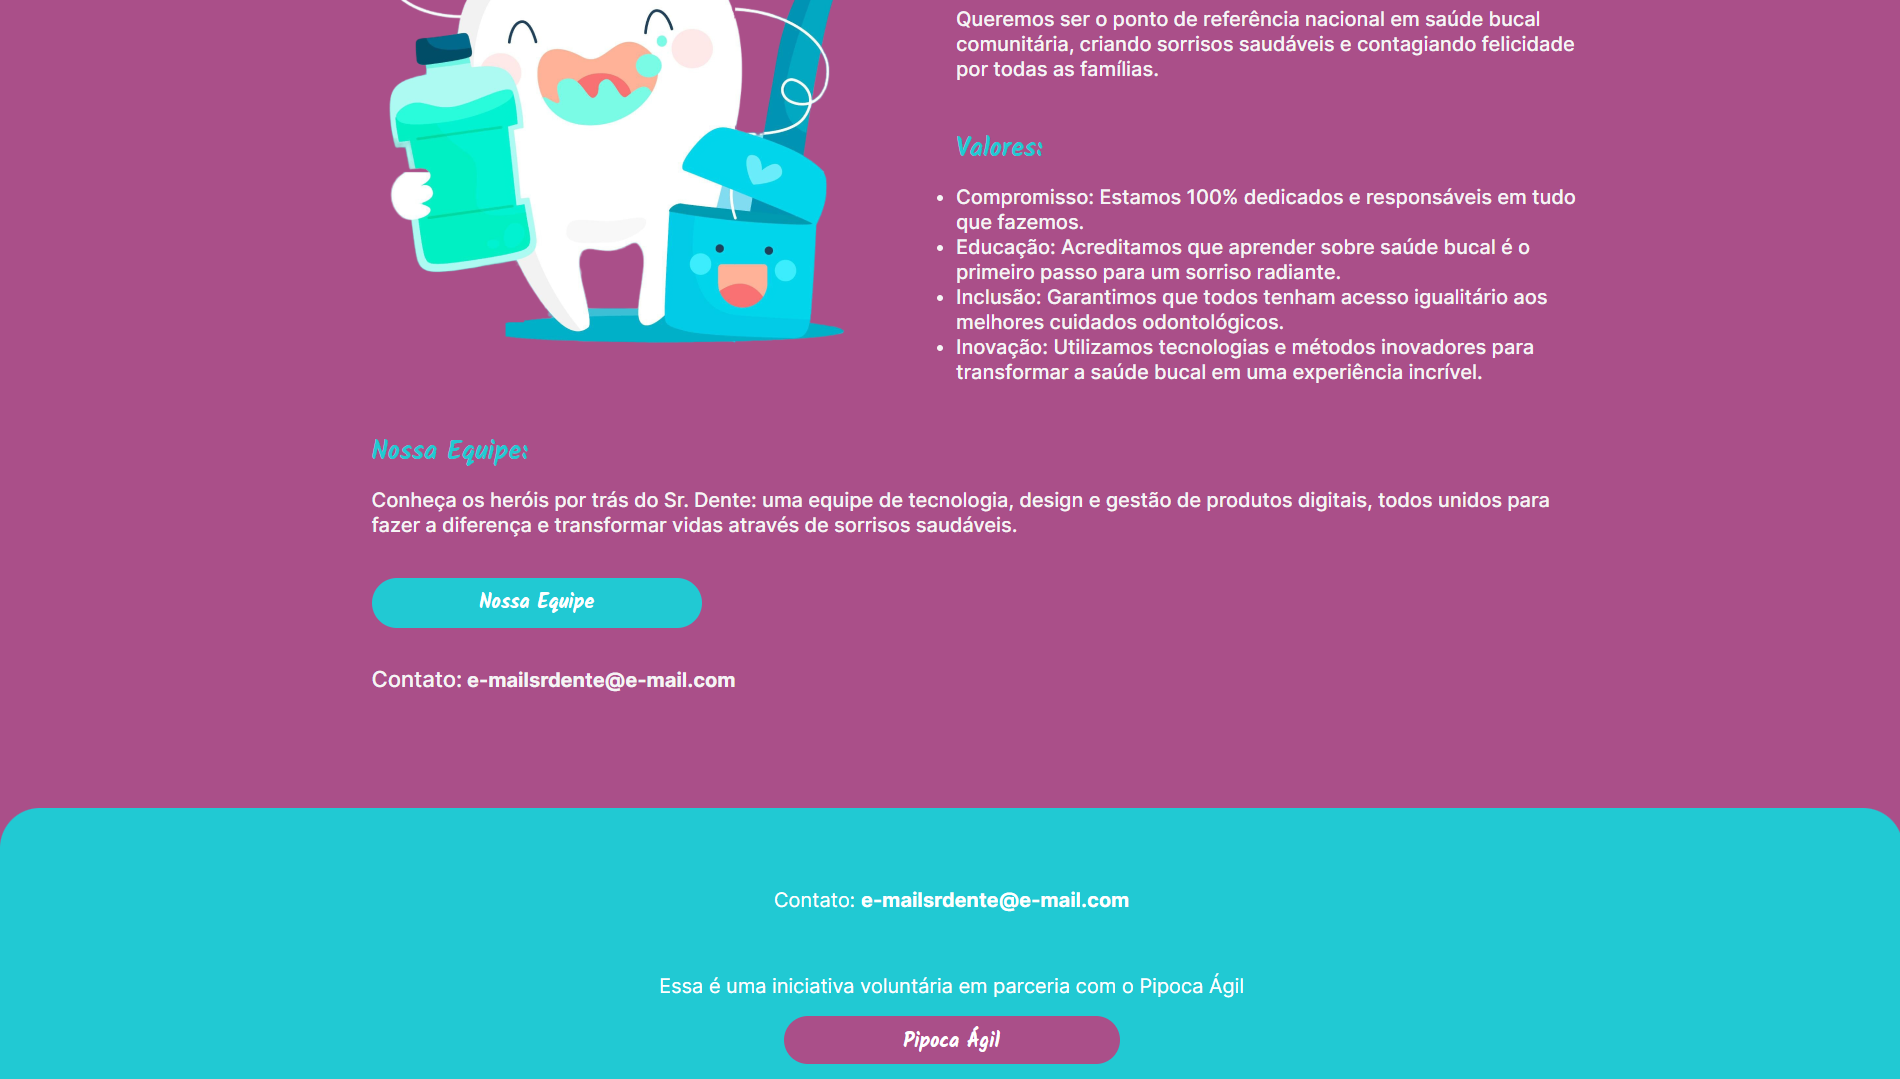 Queremos ser o ponto de referência nacional em saúde bucal
comunitária, criando sorrisos saudáveis e contagiando felicidade
por todas as famílias.
Valores:
• Compromisso: Estamos 100% dedicados e responsáveis em tudo
que fazemos.
• Educação: Acreditamos que aprender sobre saúde bucal é o
primeiro passo para um sorriso radiante.
• Inclusão: Garantimos que todos tenham acesso igualitário aos
melhores cuidados odontológicos.
• Inovação: Utilizamos tecnologias e métodos inovadores para
transformar a saúde bucal em uma experiência incrível.
Nossa Equipe:
Conheça os heróis por trás do Sr. Dente: uma equipe de tecnologia, design e gestão de produtos digitais, todos unidos para
fazer a diferença e transformar vidas através de sorrisos saudáveis.
Nossa Equipe
Contato: e-mailsrdente@e-mail.com
Contato: e-mailsrdente@e-mail.com
Essa é uma iniciativa voluntária em parceria com o Pipoca Ágil
Pipoca Ágil